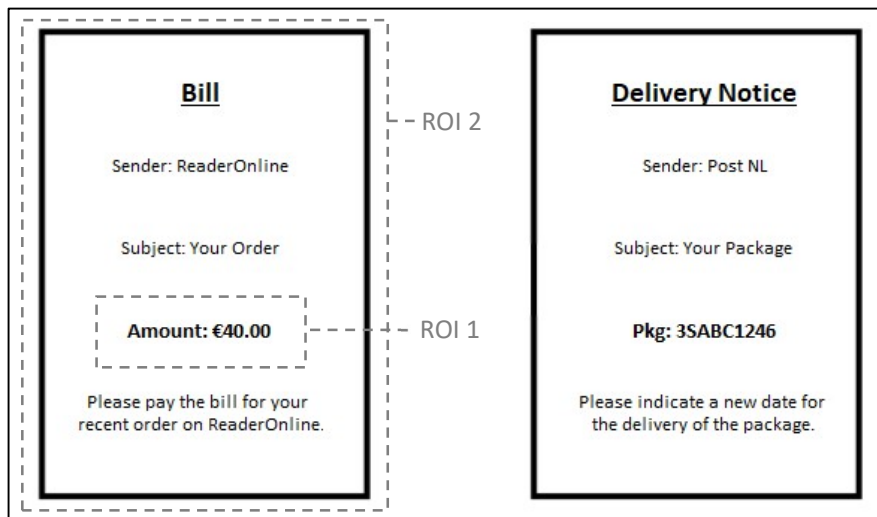 Bill
Sender: ReaderOnline
Subject: Your Order
Amount: €40.00
Please pay the bill for your
recent order on ReaderOnline.
ROI 2
ROI 1
Delivery Notice
Sender: Post NL
Subject: Your Package
Pkg: 3SABC1246
Please indicate a new date for
the delivery of the package.